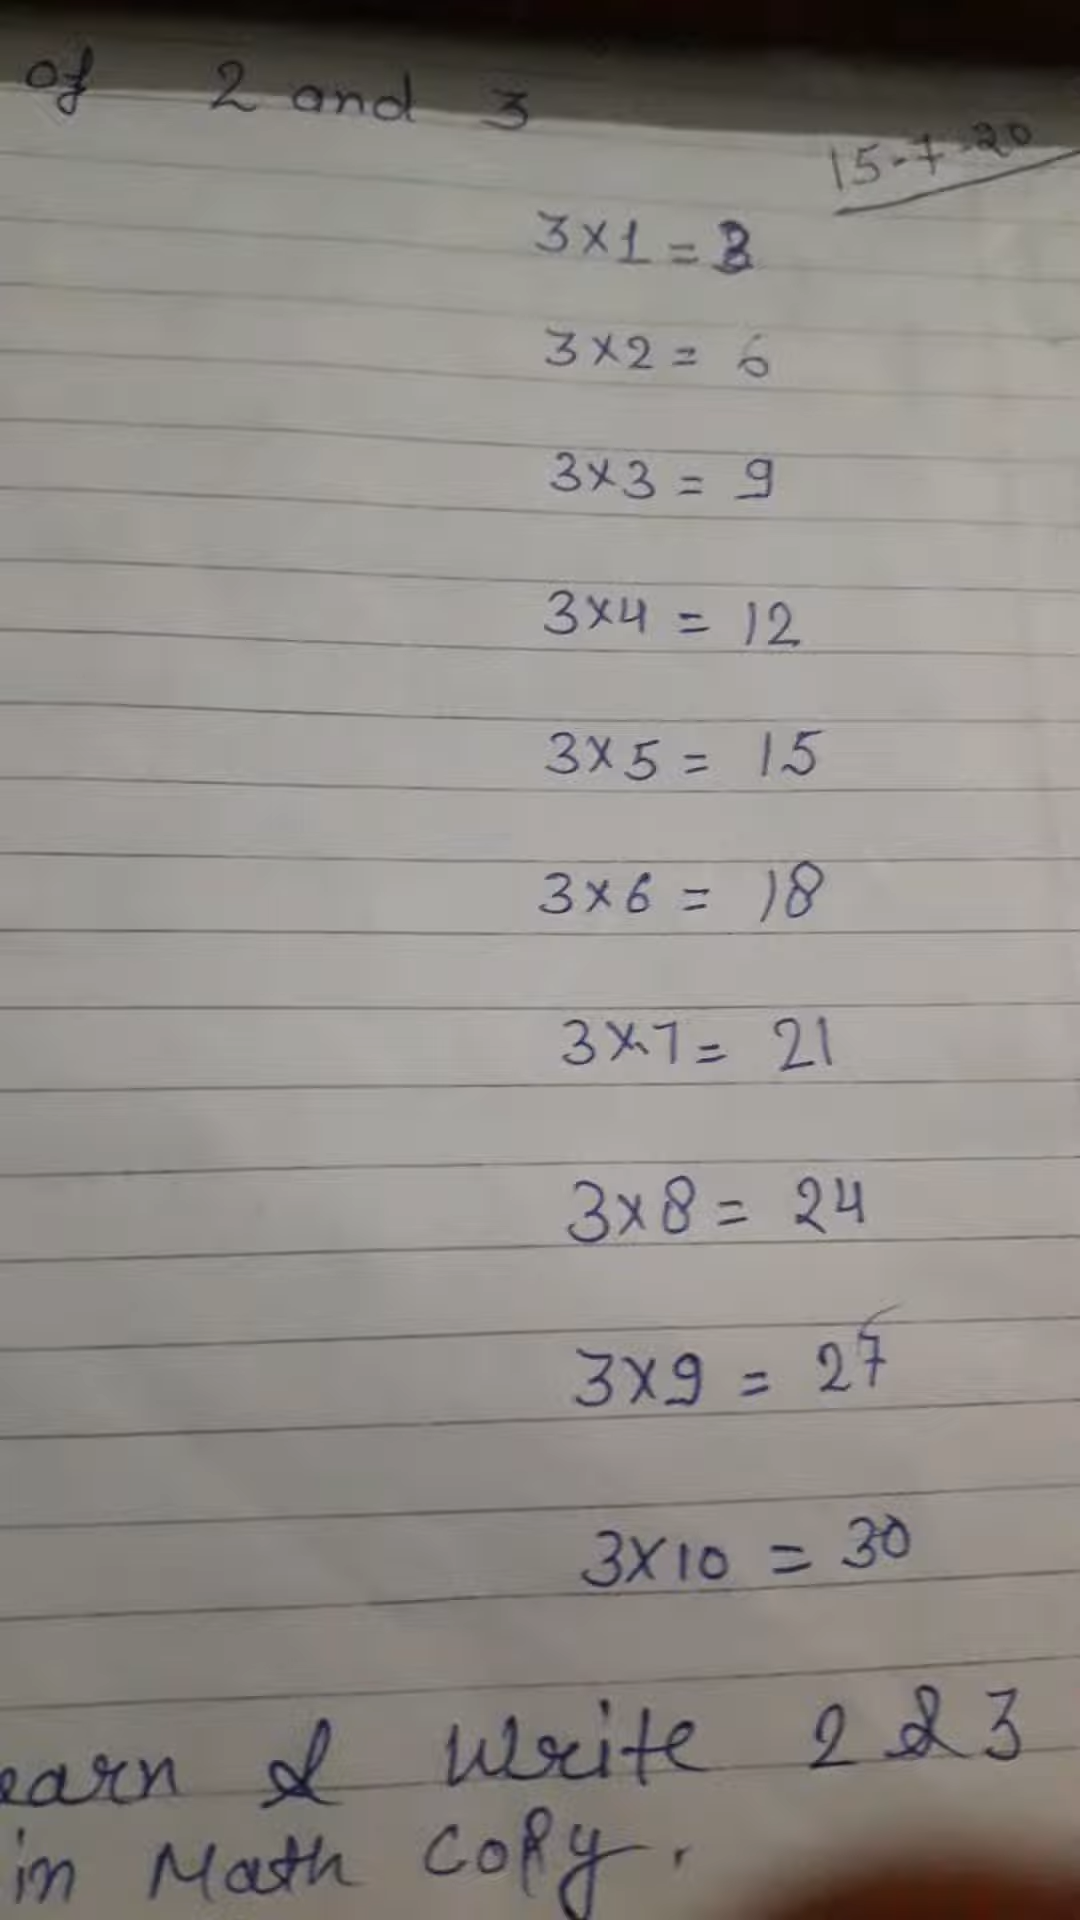 of 2 and 3
15-7-20
3×1=3
3×2= 6
3×3 = 9
3×4 = 12
3×5 = 15
3×6 = 18
3×7= 21
3×8= 24
3×9 = 27
3×10 = 30
earn & Write 2 & 3
in Math Copy.